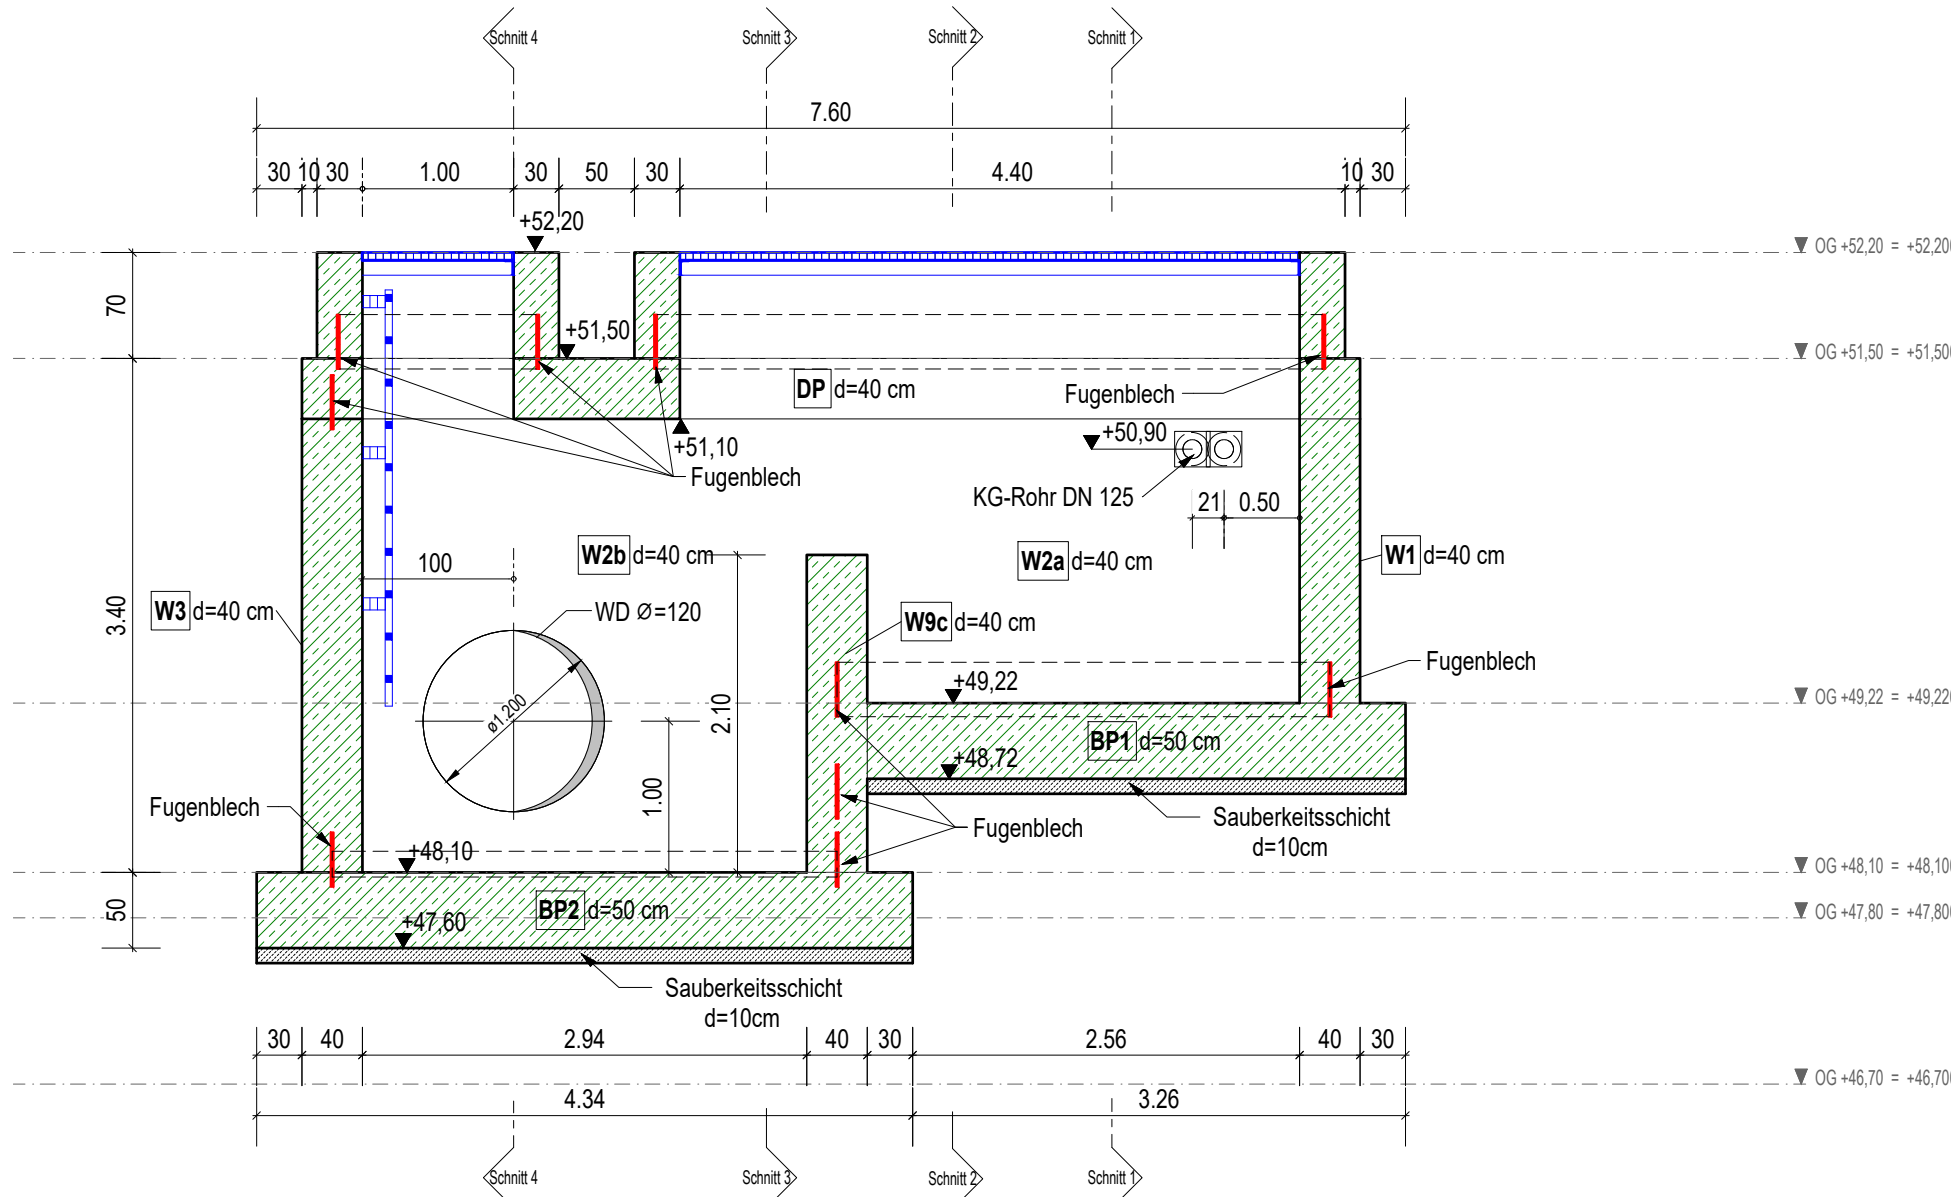 Schnitt 4
Schnitt 3
Schnitt 2
Schnitt 1
7.60
30 10 30 1.00 30 50 30 4.40 10 30
+52,20
OG +52,20 = +52,20
70
+51,50
OG +51,50 = +51,500
DP d=40 cm
Fugenblech
+51,10
+50,90
Fugenblech
KG-Rohr DN 125
21 0.50
W2b d=40 cm
W2a d=40 cm
W1 d=40 cm
100
3.40
W3 d=40 cm
WD Ø=120
W9c d=40 cm
Fugenblech
+49,22
OG +49,22 = +49,220
ø1.200
2.10
BP1 d=50 cm
+48,72
1.00
Fugenblech
Sauberkeitsschicht
d=10cm
Fugenblech
+48,10
OG +48,10 = +48,100
50
BP2 d=50 cm
OG +47,80 = +47,800
+47,60
Sauberkeitsschicht
d=10cm
30 40 2.94 40 30 2.56 40 30
OG +46,70 = +46,700
4.34 3.26
Schnitt 4
Schnitt 3
Schnitt 2
Schnitt 1